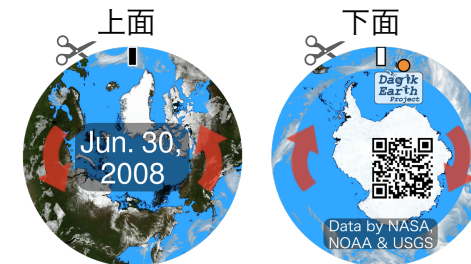 上面
下面
Jun. 30,
2008
Dagik
Earth
Project
Data by NASA,
NOAA & USGS